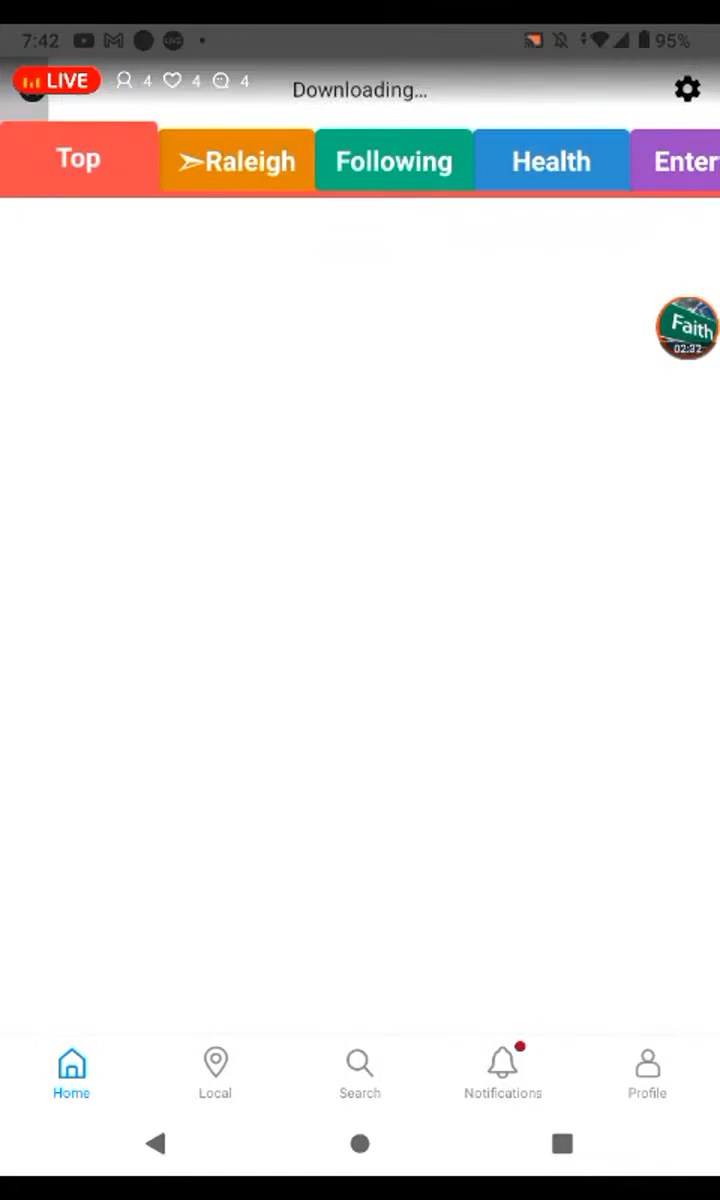 7:42
95%
LIVE 4 4 4
Downloading...
Top
Raleigh
Following
Health
Enter
Faith
02:32
Home
Local
Search
Notifications
Profile